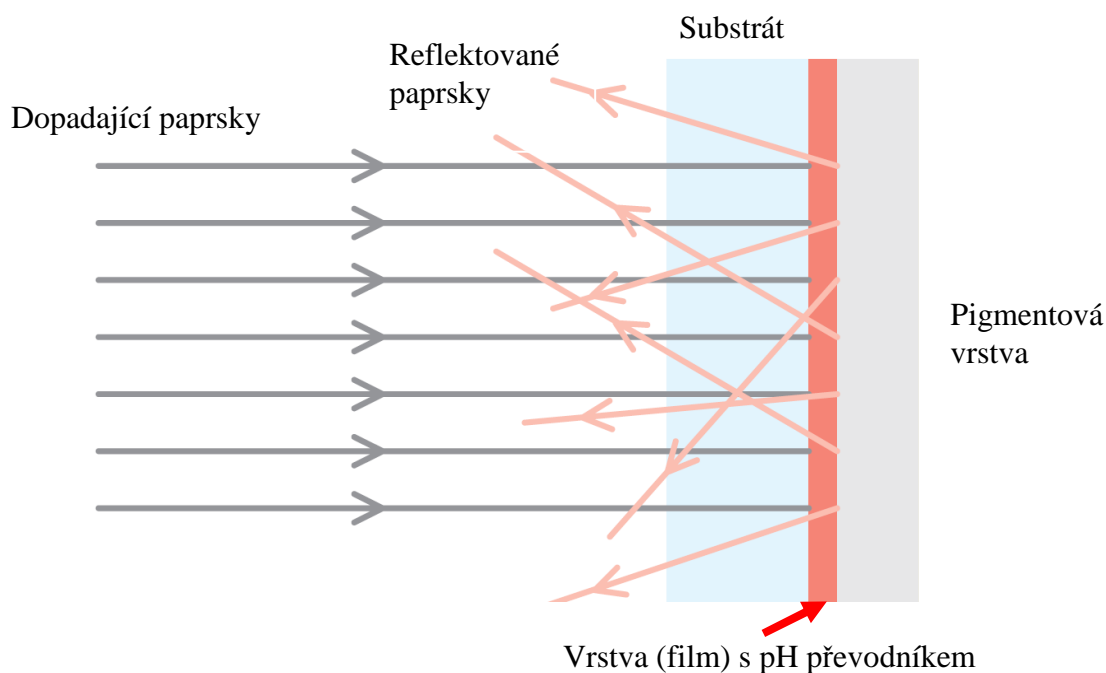 Substrát
Reflektované
paprsky
Dopadající paprsky
Pigmentová
vrstva
Vrstva (film) s pH převodníkem